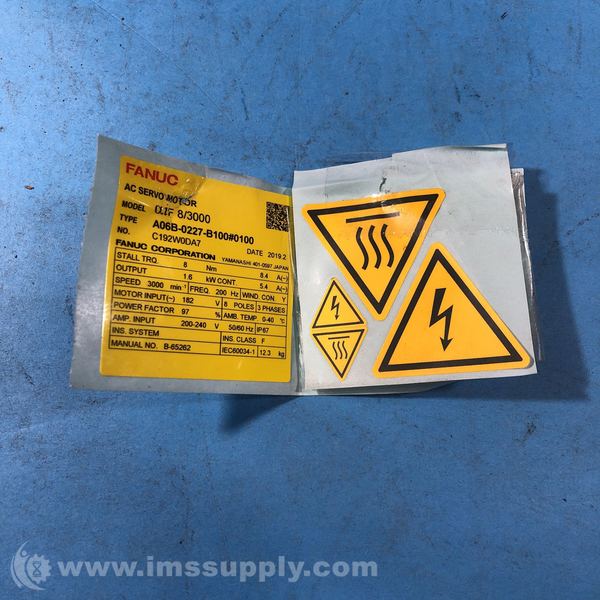 FANUC
AC SERVO MOTOR
MODEL αiF 8/3000
TYPE A06B-0227-B100#0100
NO. C192W0DA7 DATE 2019.2
FANUC CORPORATION YAMANASHI 401-0597 JAPAN
STALL TRQ. 8 Nm 8.4 A(~)
OUTPUT 1.6 kW CONT 5.4 A(~)
SPEED 3000 min⁻¹ FREQ. 200 Hz WIND. CON. Y
MOTOR INPUT(~) 182 V 8 POLES 3 PHASES
POWER FACTOR 97 % AMB. TEMP 0-40 °C
AMP. INPUT 200-240 V 50/60 Hz IP67
INS. SYSTEM INS. CLASS F
MANUAL NO. B-65262 IEC60034-1 12.3 kg
www.imssupply.com